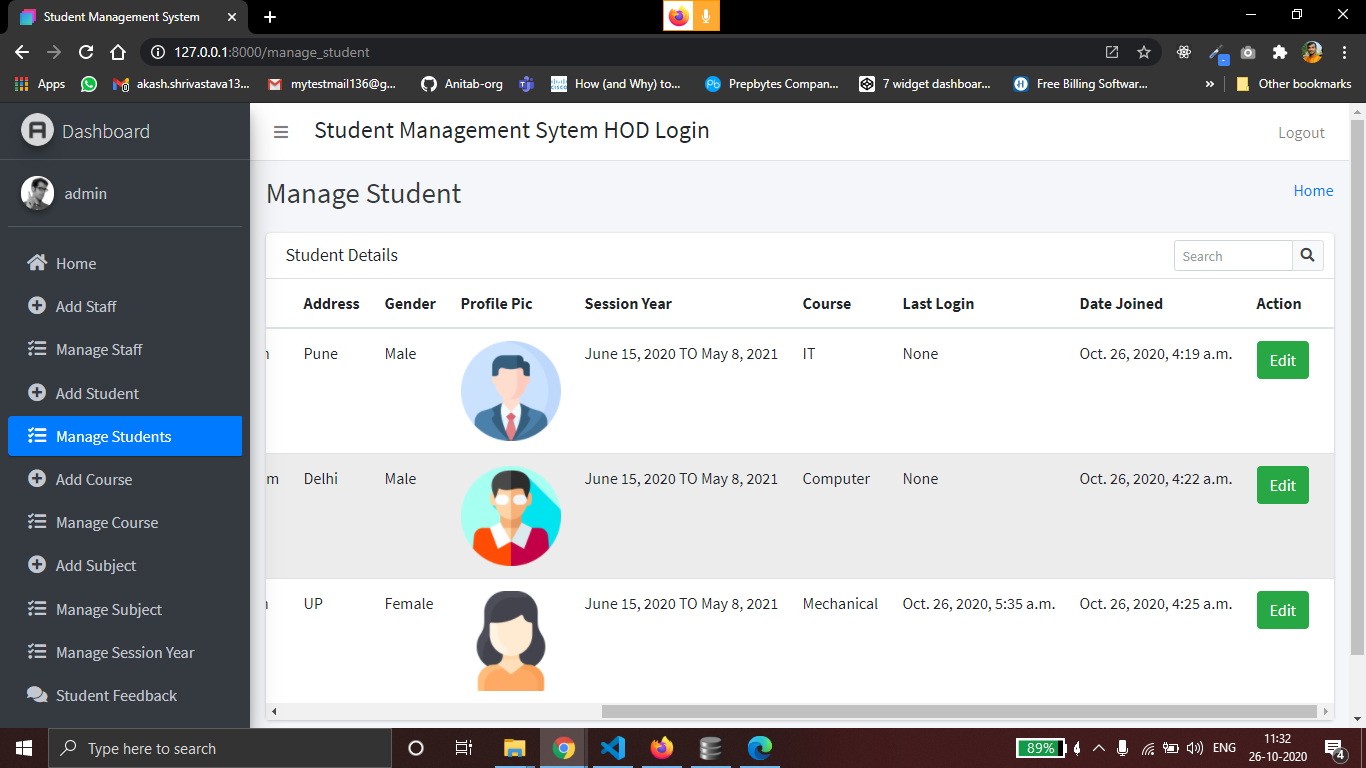 Student Management System
127.0.0.1:8000/manage_student
Apps
akash.shrivastava13...
mytestmail136@g...
Anitab-org
How (and Why) to...
Prepbytes Compan...
7 widget dashboar...
Free Billing Softwar...
»
Other bookmarks
Dashboard
Student Management Sytem HOD Login
Logout
admin
Manage Student
Home
Home
Add Staff
Manage Staff
Add Student
Manage Students
Add Course
Manage Course
Add Subject
Manage Subject
Manage Session Year
Student Feedback
Student Details
Search
Address Gender Profile Pic Session Year Course Last Login Date Joined Action
Pune Male June 15, 2020 TO May 8, 2021 IT None Oct. 26, 2020, 4:19 a.m. Edit
m Delhi Male June 15, 2020 TO May 8, 2021 Computer None Oct. 26, 2020, 4:22 a.m. Edit
UP Female June 15, 2020 TO May 8, 2021 Mechanical Oct. 26, 2020, 5:35 a.m. Oct. 26, 2020, 4:25 a.m. Edit
Type here to search
89%
ENG
11:32
26-10-2020
4